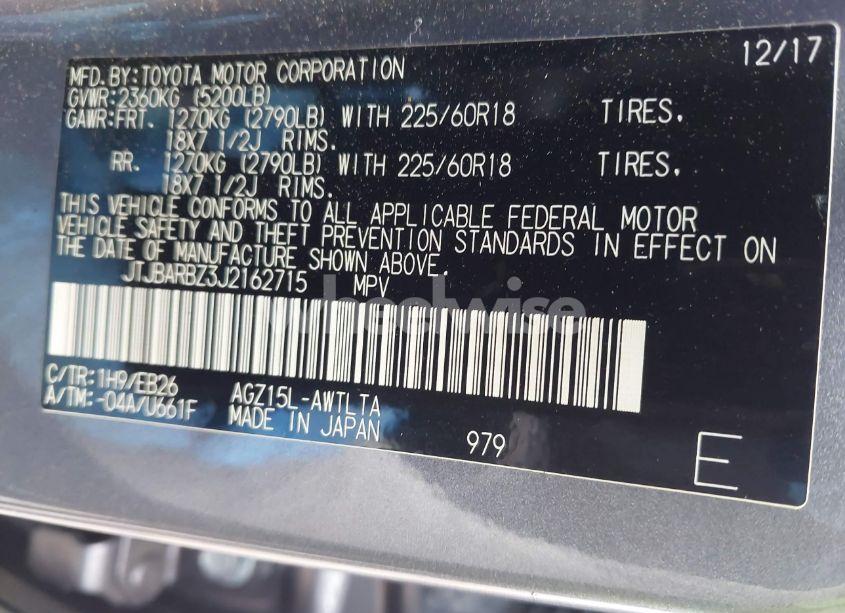 12/17
MFD.BY:TOYOTA MOTOR CORPORATION
GVWR:2360KG (5200LB)
GAWR:FRT. 1270KG (2790LB) WITH 225/60R18 TIRES.
18X7 1/2J RIMS.
RR. 1270KG (2790LB) WITH 225/60R18 TIRES.
18X7 1/2J RIMS.
THIS VEHICLE CONFORMS TO ALL APPLICABLE FEDERAL MOTOR
VEHICLE SAFETY AND THEFT PREVENTION STANDARDS IN EFFECT ON
THE DATE OF MANUFACTURE SHOWN ABOVE.
JTJBARBZ3J2162715 MPV
wheelwise
C/TR:1H9/EB26 AGZ15L-AWTLTA
A/TM:-04A/U661F MADE IN JAPAN
979
E